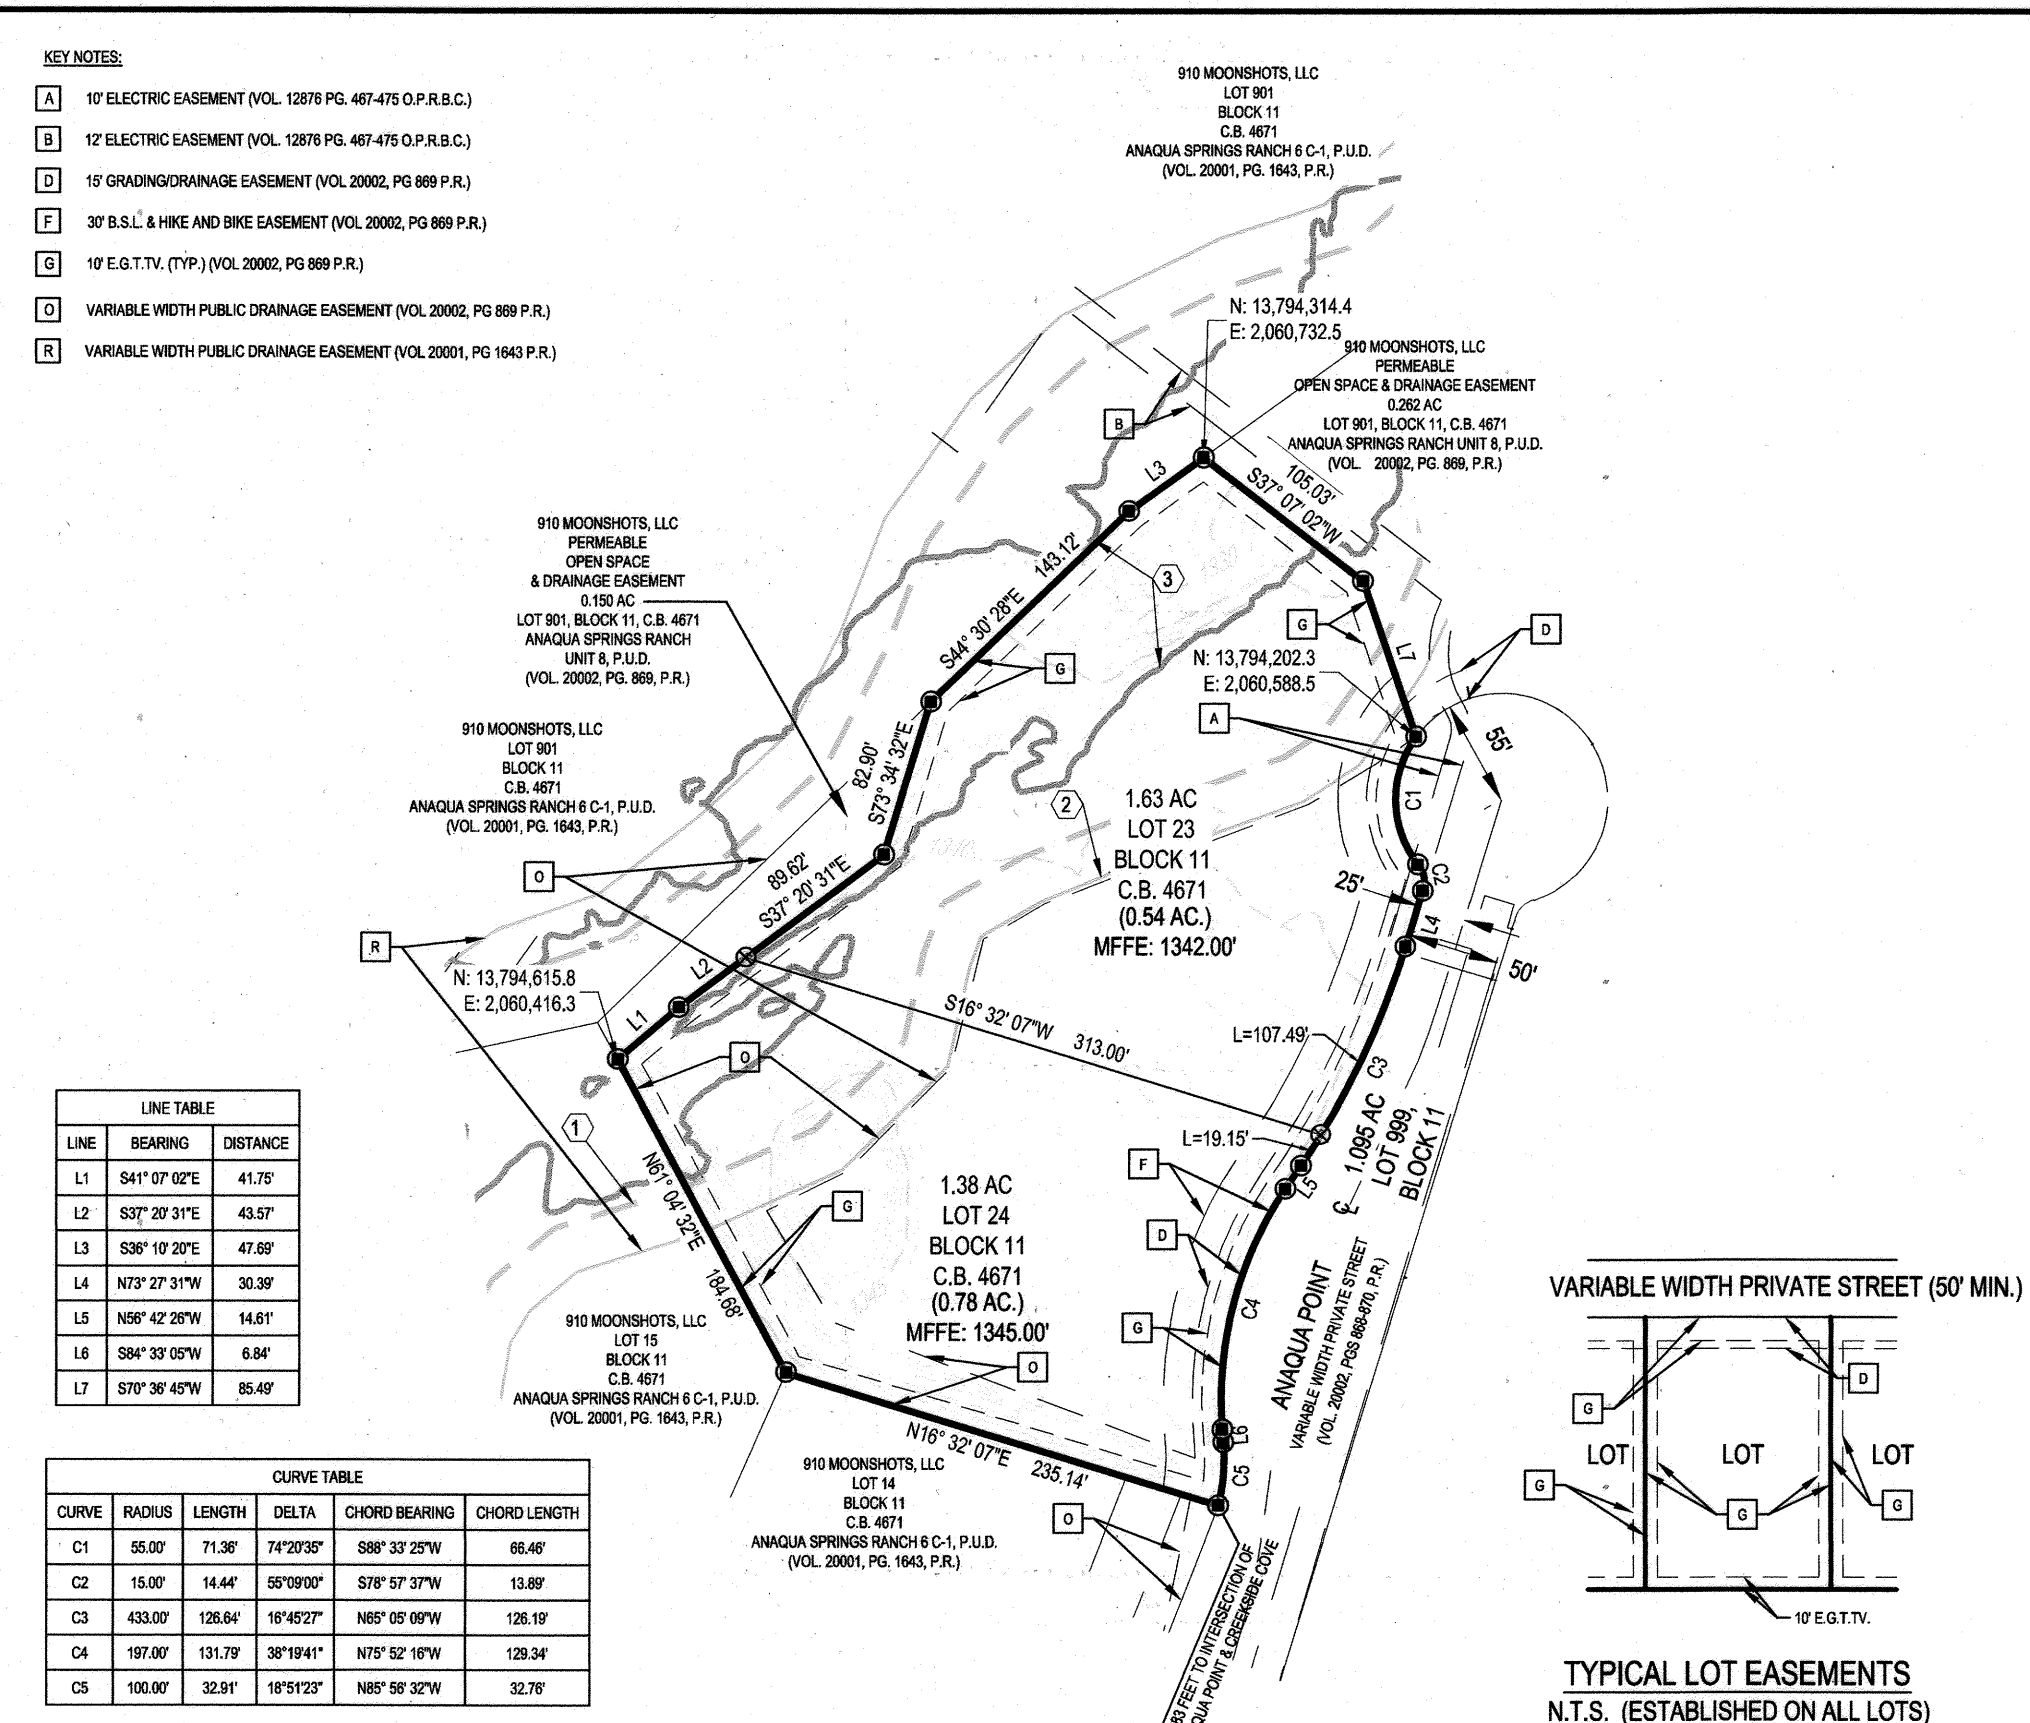 KEY NOTES:
A 10' ELECTRIC EASEMENT (VOL. 12876 PG. 467-475 O.P.R.B.C.)
B 12' ELECTRIC EASEMENT (VOL. 12876 PG. 467-475 O.P.R.B.C.)
D 15' GRADING/DRAINAGE EASEMENT (VOL 20002, PG 869 P.R.)
F 30' B.S.L. & HIKE AND BIKE EASEMENT (VOL 20002, PG 869 P.R.)
G 10' E.G.T.TV. (TYP.) (VOL 20002, PG 869 P.R.)
O VARIABLE WIDTH PUBLIC DRAINAGE EASEMENT (VOL 20002, PG 869 P.R.)
R VARIABLE WIDTH PUBLIC DRAINAGE EASEMENT (VOL 20001, PG 1643 P.R.)
910 MOONSHOTS, LLC
LOT 901
BLOCK 11
C.B. 4671
ANAQUA SPRINGS RANCH 6 C-1, P.U.D.
(VOL. 20001, PG. 1643, P.R.)
N: 13,794,314.4
E: 2,060,732.5
910 MOONSHOTS, LLC
PERMEABLE
OPEN SPACE & DRAINAGE EASEMENT
0.262 AC
LOT 901, BLOCK 11, C.B. 4671
ANAQUA SPRINGS RANCH UNIT 8, P.U.D.
(VOL. 20002, PG. 869, P.R.)
B
L3
105.03'
S37° 07' 02"W
910 MOONSHOTS, LLC
PERMEABLE
OPEN SPACE
& DRAINAGE EASEMENT
0.150 AC
LOT 901, BLOCK 11, C.B. 4671
ANAQUA SPRINGS RANCH
UNIT 8, P.U.D.
(VOL. 20002, PG. 869, P.R.)
143.12'
S44° 30' 28"E
3
1330
G
G
D
L7
N: 13,794,202.3
E: 2,060,588.5
A
55'
910 MOONSHOTS, LLC
LOT 901
BLOCK 11
C.B. 4671
ANAQUA SPRINGS RANCH 6 C-1, P.U.D.
(VOL. 20001, PG. 1643, P.R.)
82.90'
S73° 34' 32"E
2
1.63 AC
LOT 23
BLOCK 11
C.B. 4671
(0.54 AC.)
MFFE: 1342.00'
C1
C2
25'
L4
50'
O
89.62'
S37° 20' 31"E
R
L2
N: 13,794,615.8
E: 2,060,416.3
L1
S16° 32' 07"W 313.00'
L=107.49'
C3
O
1
L=19.15'
1.095 AC
LOT 999,
BLOCK 11
F
L5
N61° 04' 32"E
184.68'
G
1345
1.38 AC
LOT 24
BLOCK 11
C.B. 4671
(0.78 AC.)
MFFE: 1345.00'
D
C4
G
ANAQUA POINT
VARIABLE WIDTH PRIVATE STREET
(VOL. 20002, PGS 868-870, P.R.)
O
910 MOONSHOTS, LLC
LOT 15
BLOCK 11
C.B. 4671
ANAQUA SPRINGS RANCH 6 C-1, P.U.D.
(VOL. 20001, PG. 1643, P.R.)
N16° 32' 07"E 235.14'
L6
C5
910 MOONSHOTS, LLC
LOT 14
BLOCK 11
C.B. 4671
ANAQUA SPRINGS RANCH 6 C-1, P.U.D.
(VOL. 20001, PG. 1643, P.R.)
O
83 FEET TO INTERSECTION OF
QUA POINT & CREEKSIDE COVE
LINE TABLE
LINE BEARING DISTANCE
L1 S41° 07' 02"E 41.75'
L2 S37° 20' 31"E 43.57'
L3 S36° 10' 20"E 47.69'
L4 N73° 27' 31"W 30.39'
L5 N56° 42' 26"W 14.61'
L6 S84° 33' 05"W 6.84'
L7 S70° 36' 45"W 85.49'
CURVE TABLE
CURVE RADIUS LENGTH DELTA CHORD BEARING CHORD LENGTH
C1 55.00' 71.36' 74°20'35" S88° 33' 25"W 66.46'
C2 15.00' 14.44' 55°09'00" S78° 57' 37"W 13.89'
C3 433.00' 126.64' 16°45'27" N65° 05' 09"W 126.19'
C4 197.00' 131.79' 38°19'41" N75° 52' 16"W 129.34'
C5 100.00' 32.91' 18°51'23" N85° 56' 32"W 32.76'
VARIABLE WIDTH PRIVATE STREET (50' MIN.)
D
G
LOT LOT LOT
G G G
10' E.G.T.TV.
TYPICAL LOT EASEMENTS
N.T.S. (ESTABLISHED ON ALL LOTS)